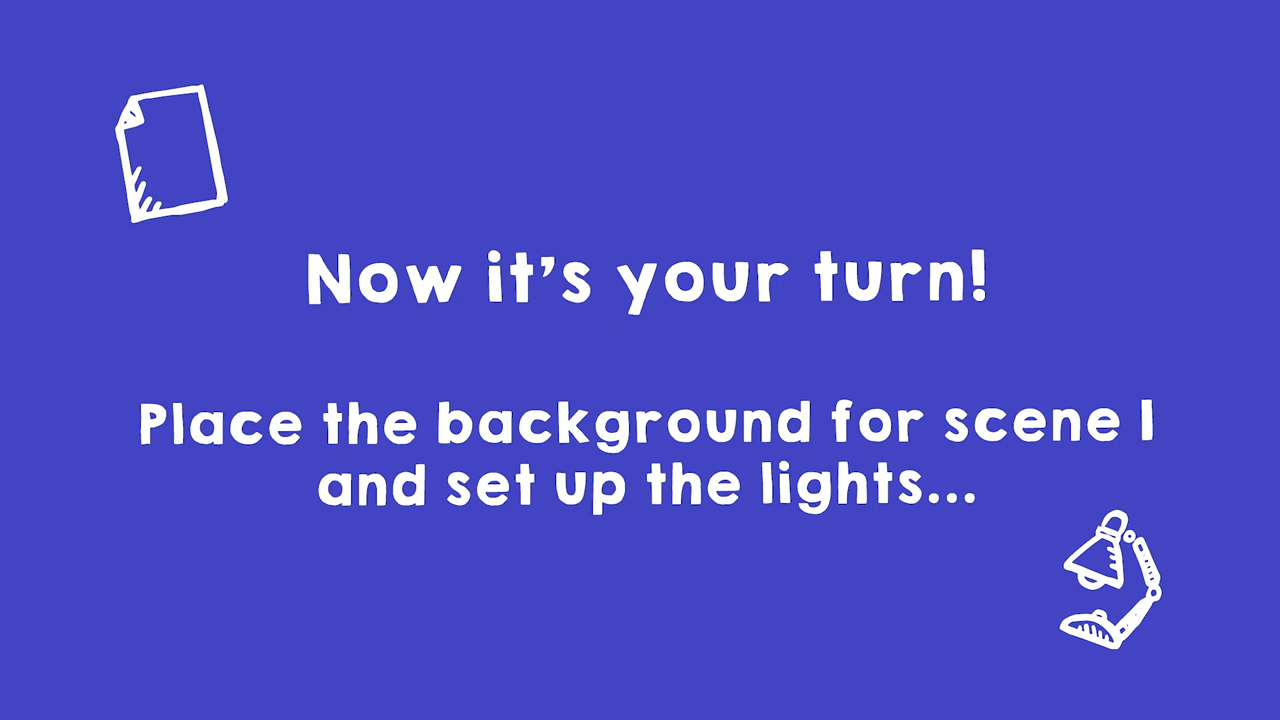 Now it's your turn!
Place the background for scene 1
and set up the lights...